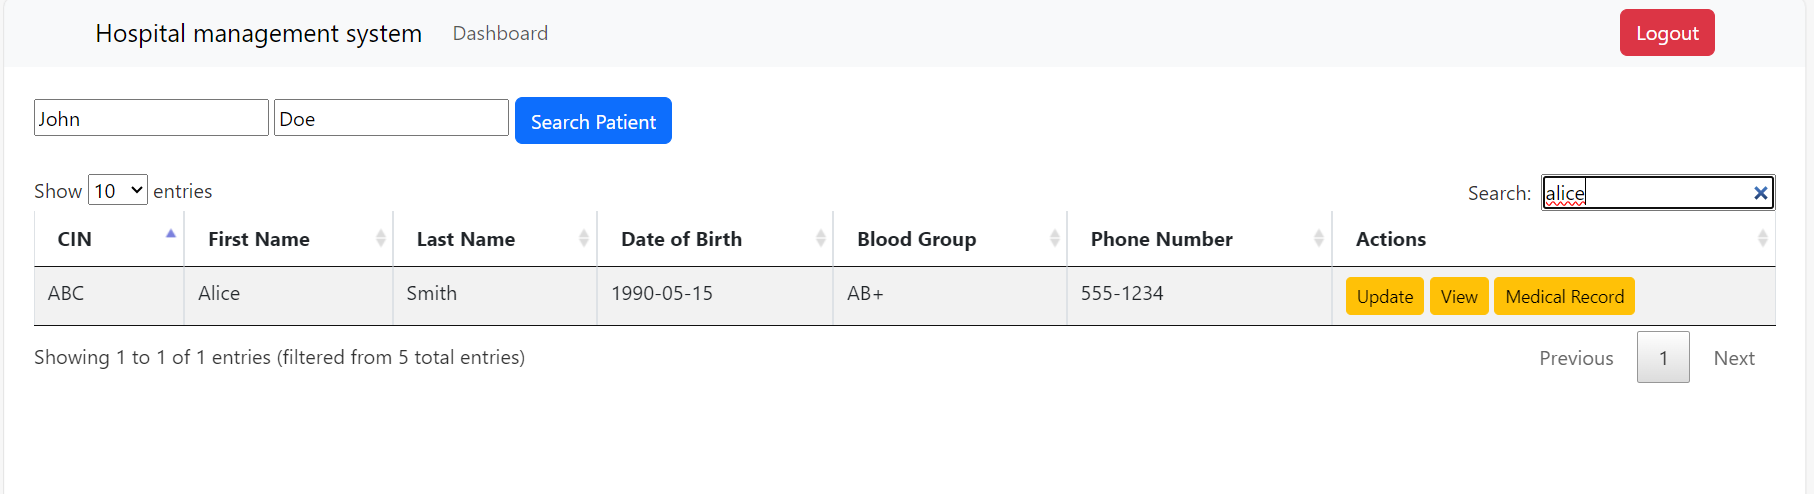 Hospital management system Dashboard Logout
John Doe Search Patient
Show 10 entries Search: alice
CIN First Name Last Name Date of Birth Blood Group Phone Number Actions
ABC Alice Smith 1990-05-15 AB+ 555-1234 Update View Medical Record
Showing 1 to 1 of 1 entries (filtered from 5 total entries) Previous 1 Next